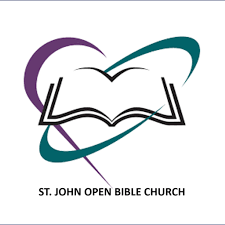 ST. JOHN OPEN BIBLE CHURCH